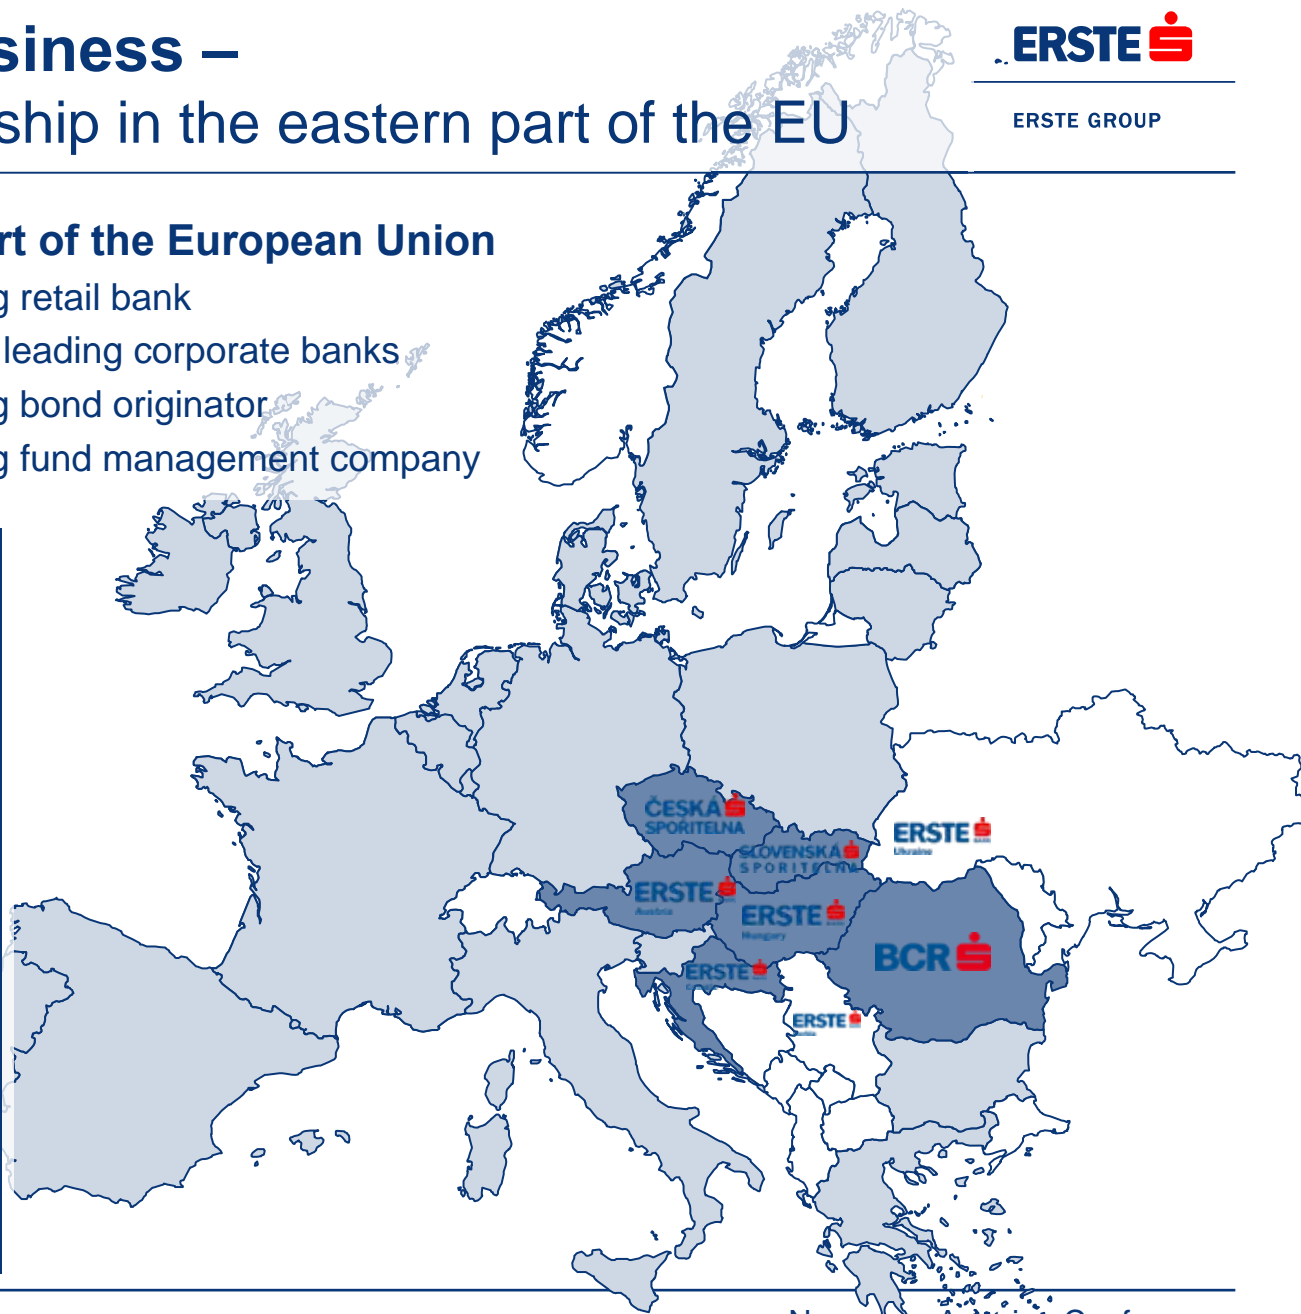 siness –
ship in the eastern part of the EU
ERSTE
ERSTE GROUP
rt of the European Union
g retail bank
leading corporate banks
g bond originator
g fund management company
ČESKÁ
SPOŘITELNA
SLOVENSKÁ
SPORITEĽŇA
ERSTE
Ukraine
ERSTE
Austria
ERSTE
Hungary
BCR
ERSTE
Croatia
ERSTE
Serbia